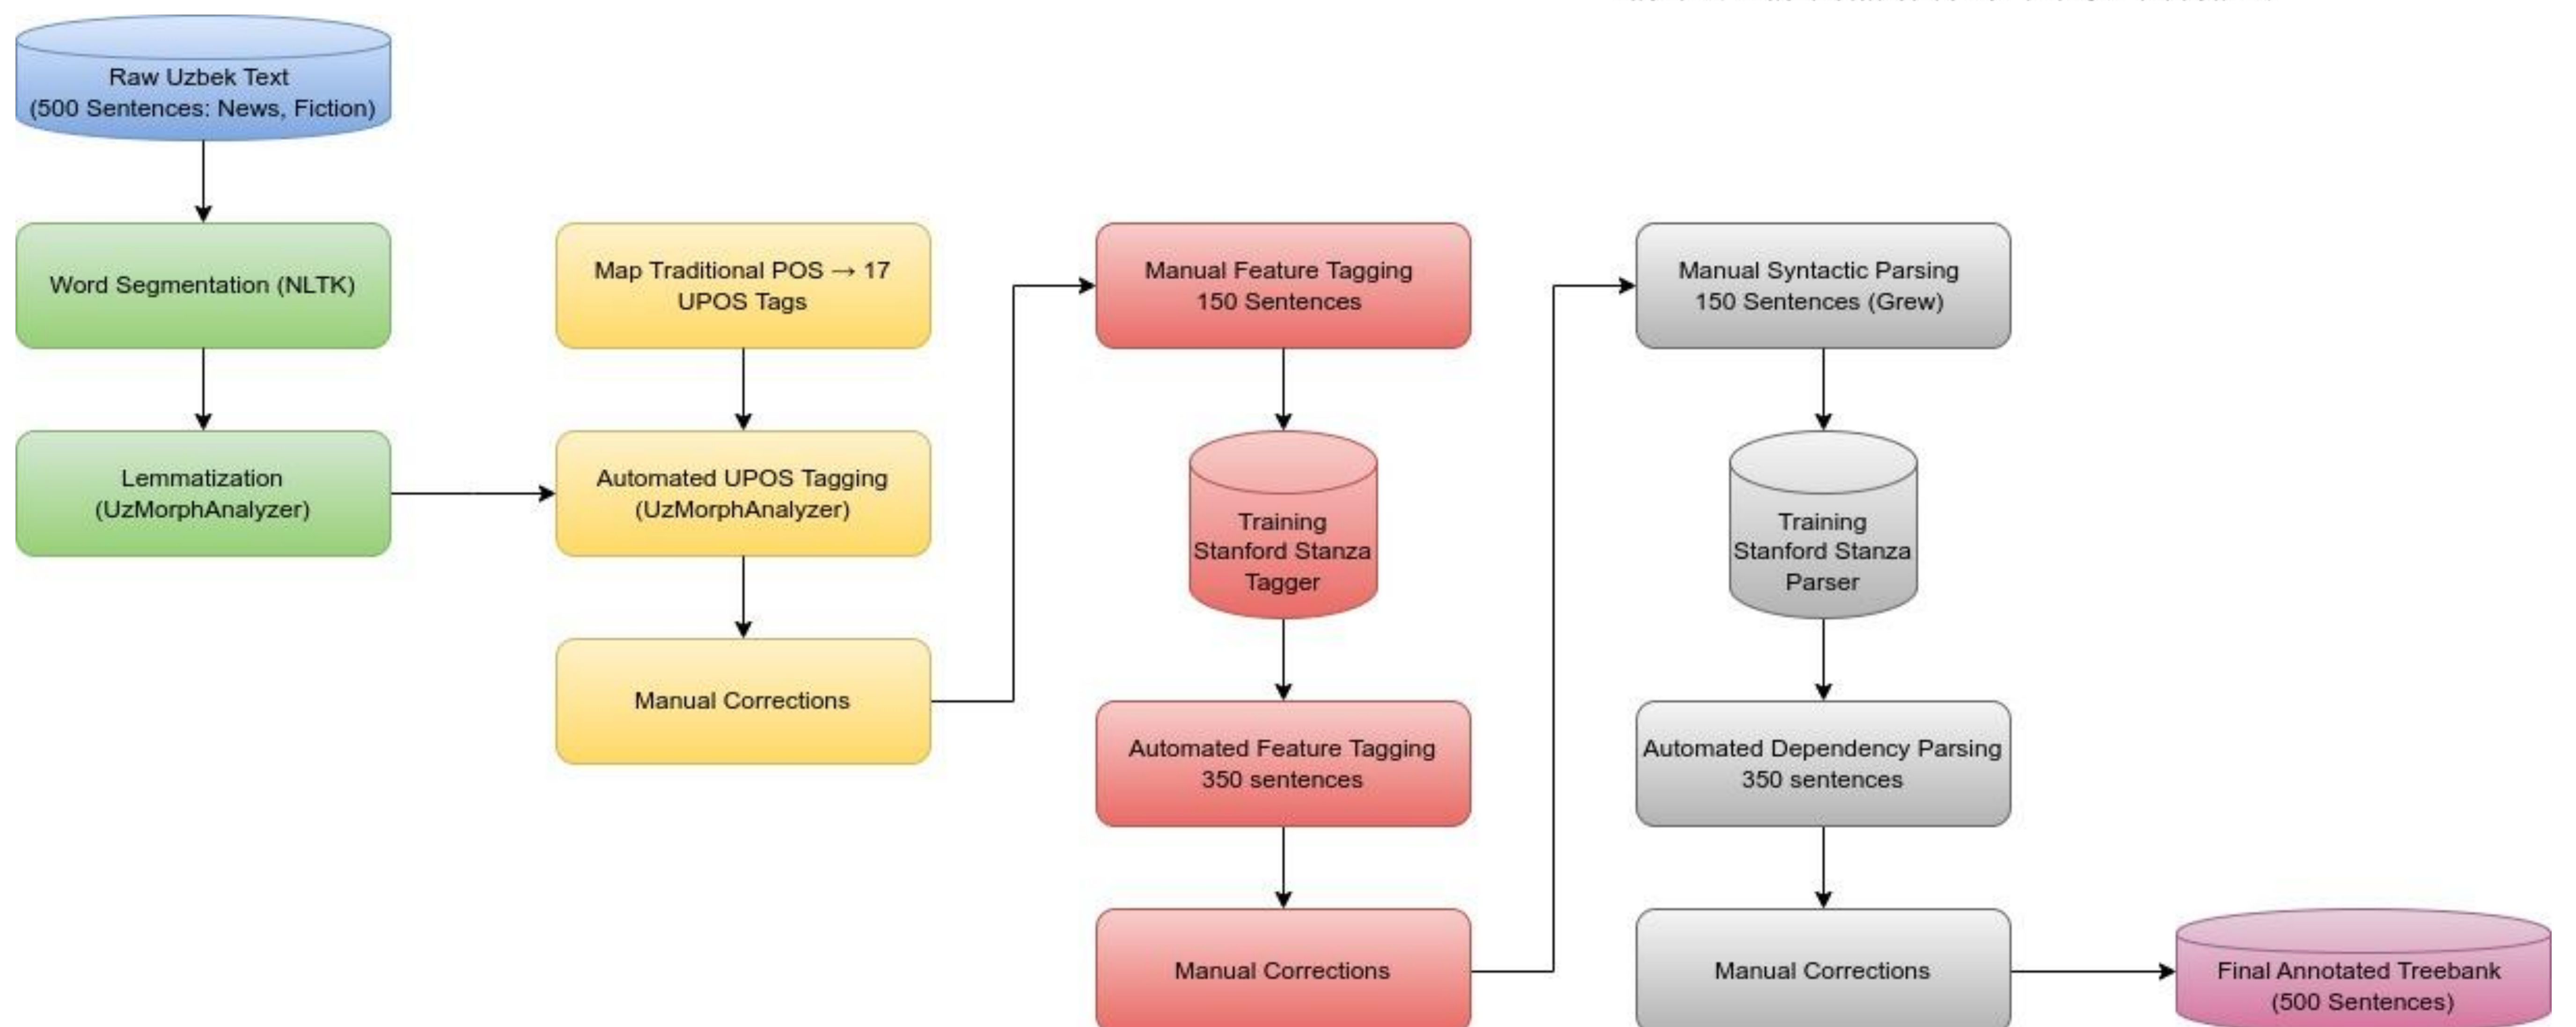 Raw Uzbek Text
(500 Sentences: News, Fiction)
Word Segmentation (NLTK)
Lemmatization
(UzMorphAnalyzer)
Map Traditional POS → 17
UPOS Tags
Automated UPOS Tagging
(UzMorphAnalyzer)
Manual Corrections
Manual Feature Tagging
150 Sentences
Training
Stanford Stanza
Tagger
Automated Feature Tagging
350 sentences
Manual Corrections
Manual Syntactic Parsing
150 Sentences (Grew)
Training
Stanford Stanza
Parser
Automated Dependency Parsing
350 sentences
Manual Corrections
Final Annotated Treebank
(500 Sentences)